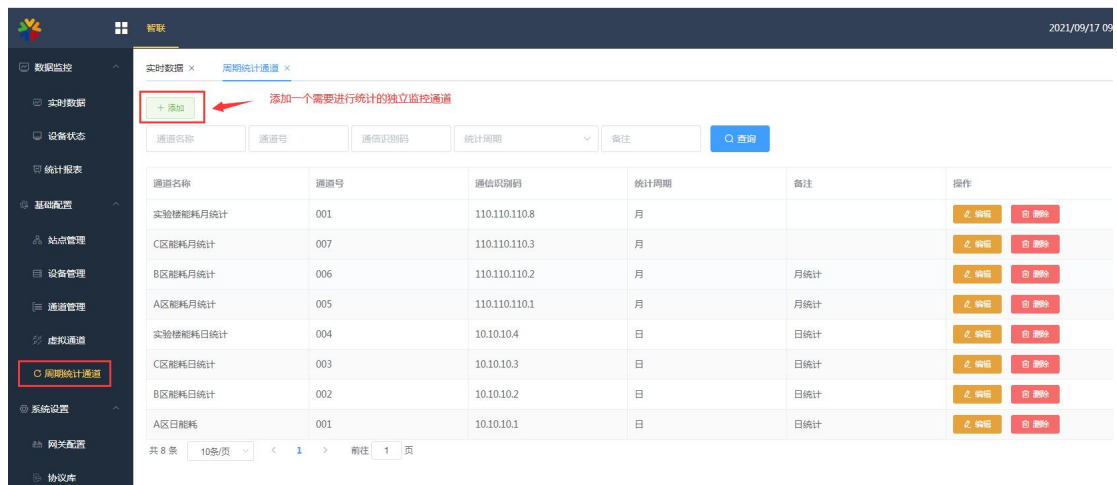 智联 2021/09/17 09
数据监控
实时数据
设备状态
统计报表
基础配置
站点管理
设备管理
通道管理
虚拟通道
周期统计通道
系统设置
网关配置
协议库
实时数据 × 周期统计通道 ×
+ 添加 添加一个需要进行统计的独立监控通道
通道名称 通道号 通信识别码 统计周期 备注 查询
通道名称 通道号 通信识别码 统计周期 备注 操作
实验楼能耗月统计 001 110.110.110.8 月 编辑 删除
C区能耗月统计 007 110.110.110.3 月 编辑 删除
B区能耗月统计 006 110.110.110.2 月 月统计 编辑 删除
A区能耗月统计 005 110.110.110.1 月 月统计 编辑 删除
实验楼能耗日统计 004 10.10.10.4 日 日统计 编辑 删除
C区能耗日统计 003 10.10.10.3 日 日统计 编辑 删除
B区能耗日统计 002 10.10.10.2 日 日统计 编辑 删除
A区日能耗 001 10.10.10.1 日 日统计 编辑 删除
共 8 条 10条/页 < 1 > 前往 1 页